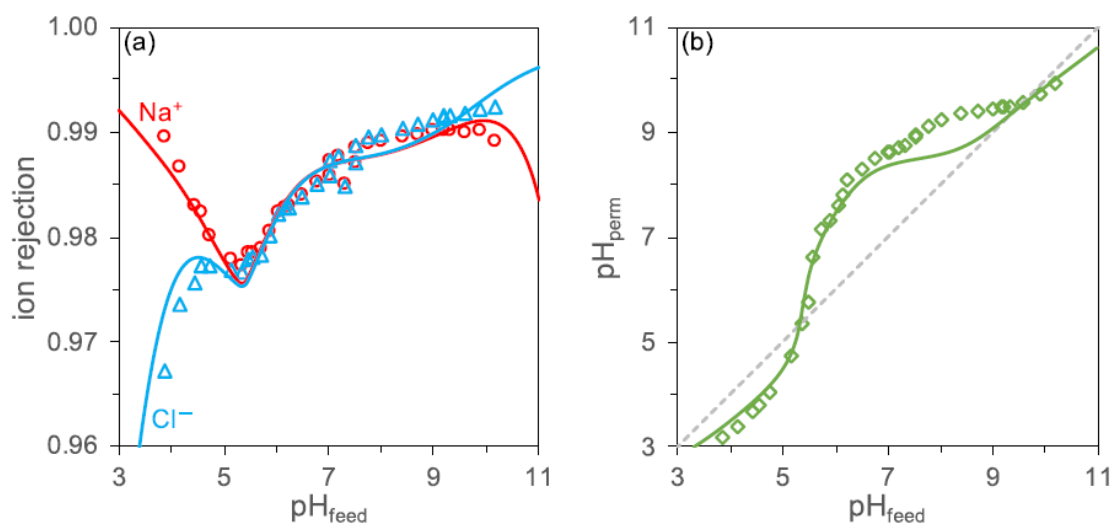 (a)
ion rejection
1.00
0.99
0.98
0.97
0.96
Na⁺
Cl⁻
3 5 7 9 11
pH_feed
(b)
pH_perm
11
9
7
5
3
3 5 7 9 11
pH_feed